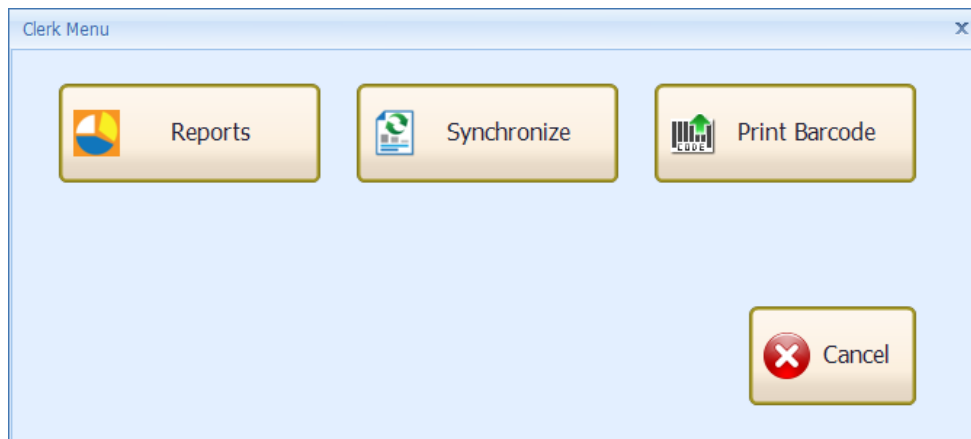 Clerk Menu
Reports
Synchronize
Print Barcode
CODE
Cancel